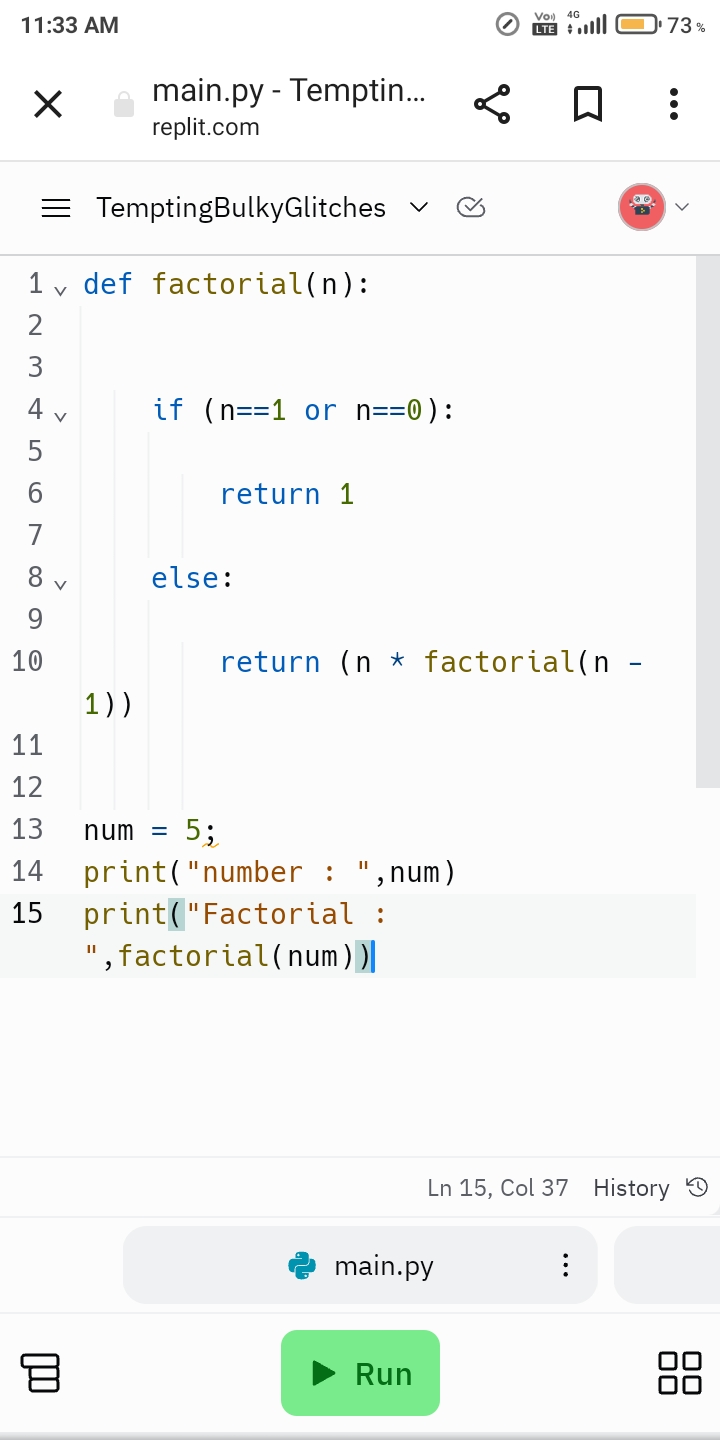 11:33 AM
Vo)) LTE 4G 73 %
main.py - Temptin...
replit.com
TemptingBulkyGlitches
1 def factorial(n):
2
3
4     if (n==1 or n==0):
5
6         return 1
7
8     else:
9
10         return (n * factorial(n -
1))
11
12
13 num = 5;
14 print("number : ",num)
15 print("Factorial :
",factorial(num))
Ln 15, Col 37 History
main.py
Run